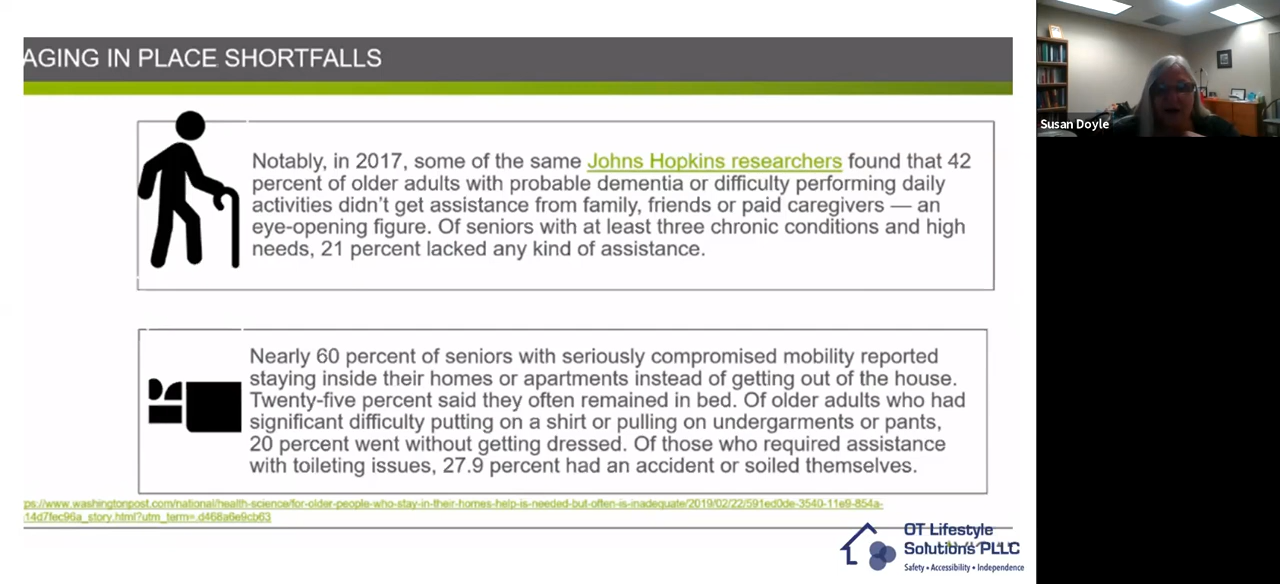 AGING IN PLACE SHORTFALLS
Susan Doyle
Notably, in 2017, some of the same Johns Hopkins researchers found that 42
percent of older adults with probable dementia or difficulty performing daily
activities didn't get assistance from family, friends or paid caregivers — an
eye-opening figure. Of seniors with at least three chronic conditions and high
needs, 21 percent lacked any kind of assistance.
Nearly 60 percent of seniors with seriously compromised mobility reported
staying inside their homes or apartments instead of getting out of the house.
Twenty-five percent said they often remained in bed. Of older adults who had
significant difficulty putting on a shirt or pulling on undergarments or pants,
20 percent went without getting dressed. Of those who required assistance
with toileting issues, 27.9 percent had an accident or soiled themselves.
ps://www.washingtonpost.com/national/health-science/for-older-people-who-stay-in-their-homes-help-is-needed-but-often-is-inadequate/2019/02/22/591ed0de-3540-11e9-854a-
14d7fec96a_story.html?utm_term=.d468a6e9cb63
OT Lifestyle
Solutions PLLC
Safety • Accessibility • Independence